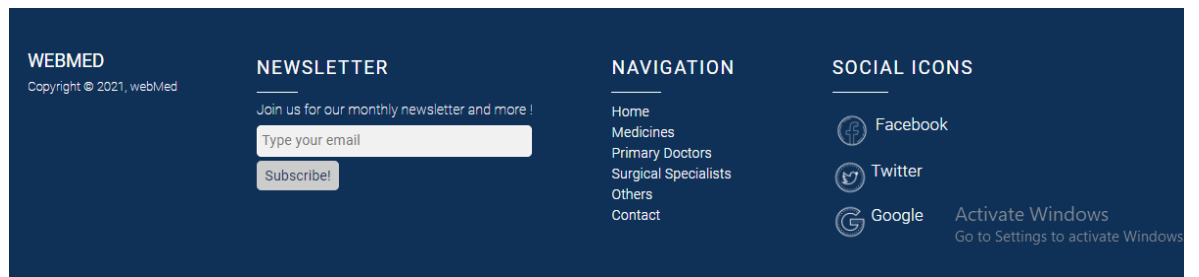 WEBMED
Copyright © 2021, webMed
NEWSLETTER
Join us for our monthly newsletter and more !
Type your email
Subscribe!
NAVIGATION
Home
Medicines
Primary Doctors
Surgical Specialists
Others
Contact
SOCIAL ICONS
Facebook
Twitter
Google
Activate Windows
Go to Settings to activate Windows